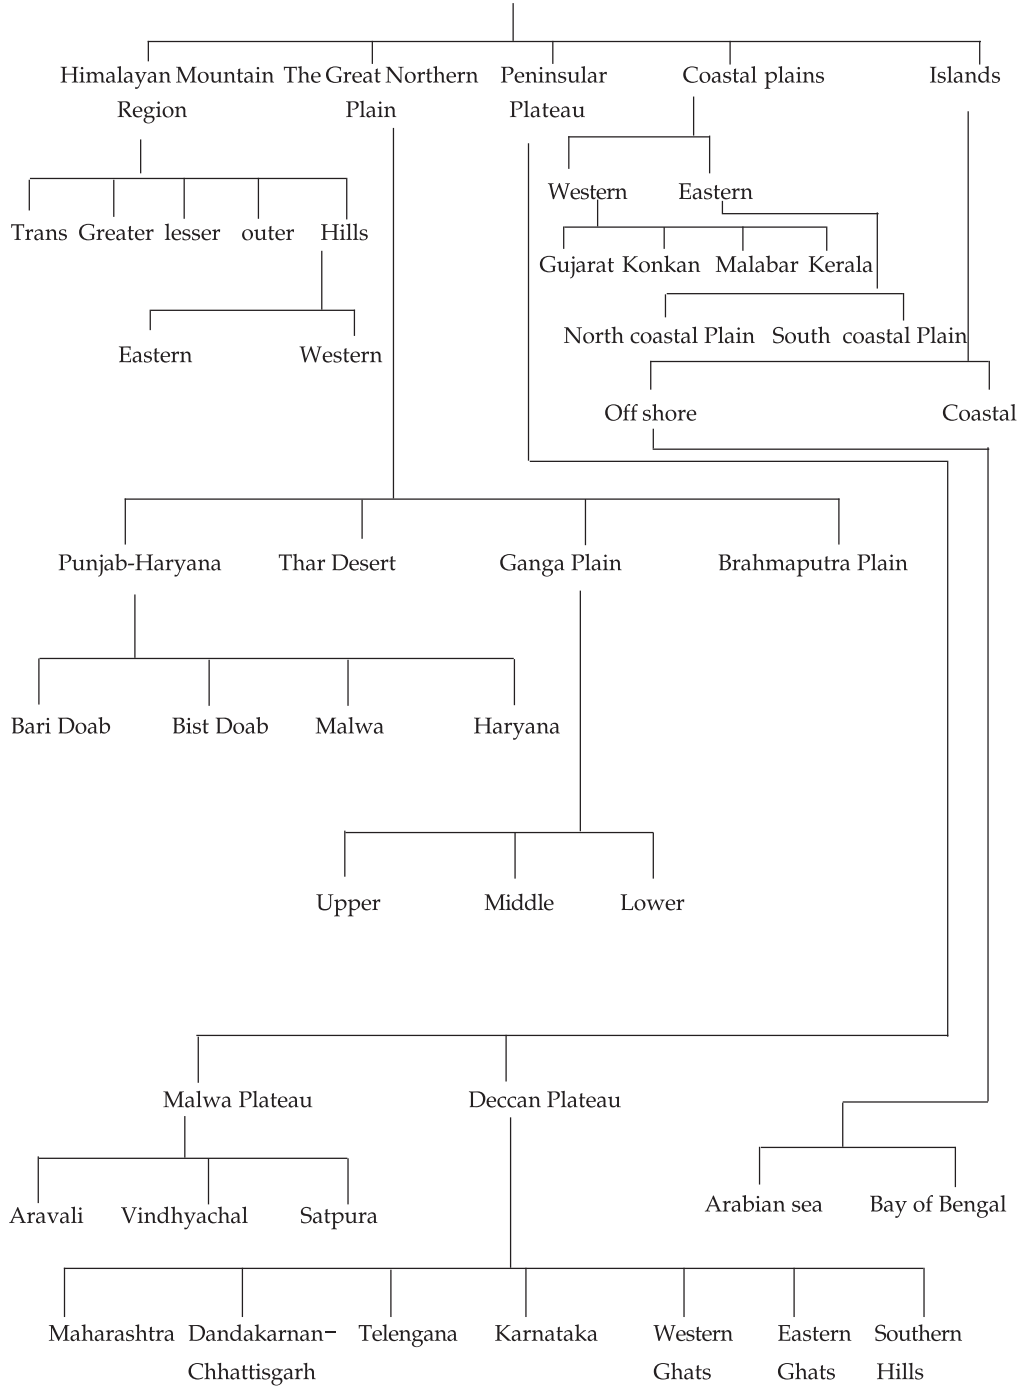 Himalayan Mountain The Great Northern Peninsular Coastal plains Islands
Region Plain Plateau
Western Eastern
Trans Greater lesser outer Hills
Gujarat Konkan Malabar Kerala
North coastal Plain South coastal Plain
Eastern Western
Off shore Coastal
Punjab-Haryana Thar Desert Ganga Plain Brahmaputra Plain
Bari Doab Bist Doab Malwa Haryana
Upper Middle Lower
Malwa Plateau Deccan Plateau
Arabian sea Bay of Bengal
Aravali Vindhyachal Satpura
Maharashtra Dandakarnan– Telengana Karnataka Western Eastern Southern
Chhattisgarh Ghats Ghats Hills